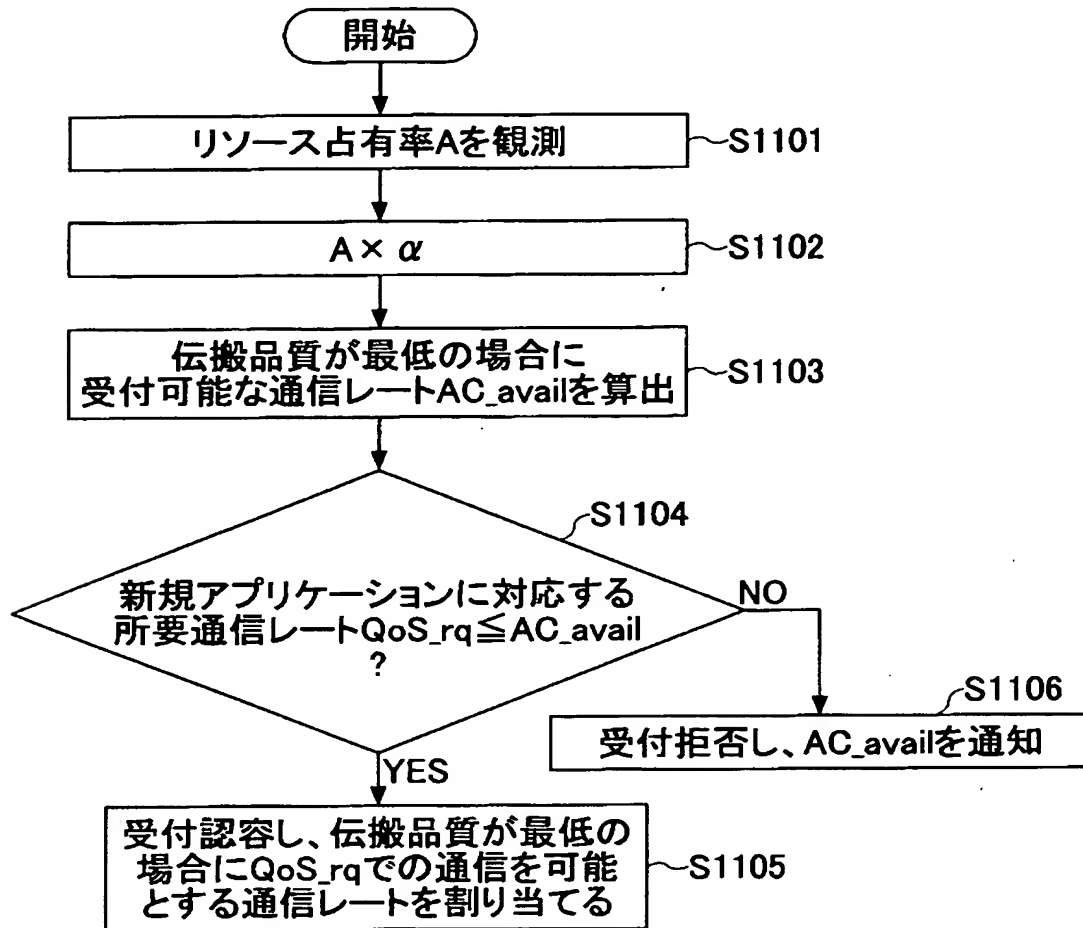 開始
リソース占有率Aを観測
S1101
A× α
S1102
伝搬品質が最低の場合に
受付可能な通信レートAC_availを算出
S1103
S1104
新規アプリケーションに対応する
所要通信レートQoS_rq≦AC_avail
?
NO
S1106
受付拒否し、AC_availを通知
YES
受付認容し、伝搬品質が最低の
場合にQoS_rqでの通信を可能
とする通信レートを割り当てる
S1105